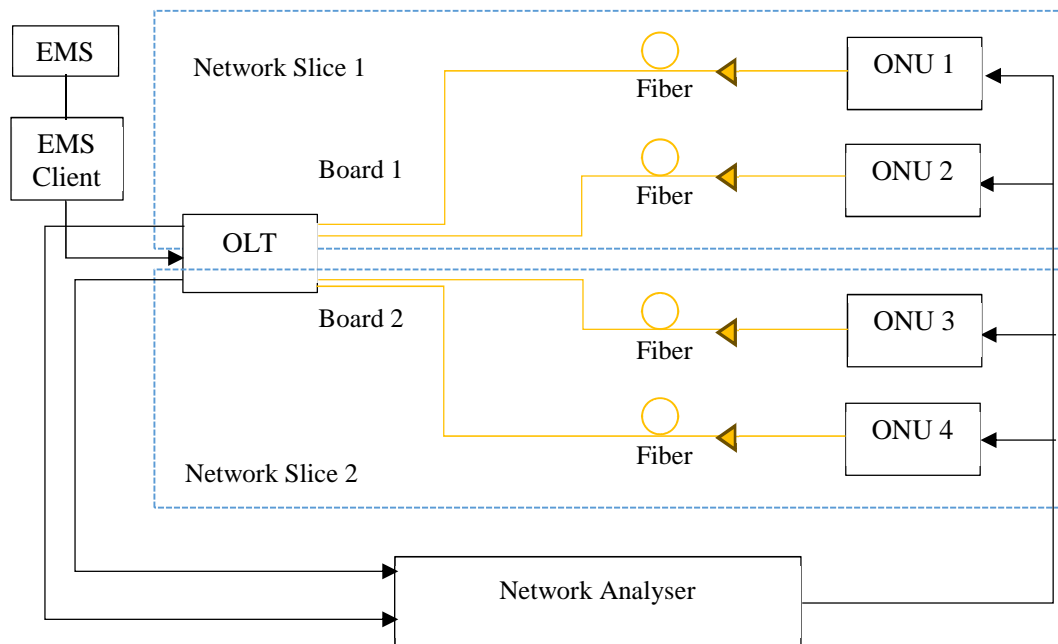 EMS
EMS
Client
Network Slice 1
Fiber
ONU 1
Board 1
Fiber
ONU 2
OLT
Board 2
Fiber
ONU 3
Fiber
ONU 4
Network Slice 2
Network Analyser